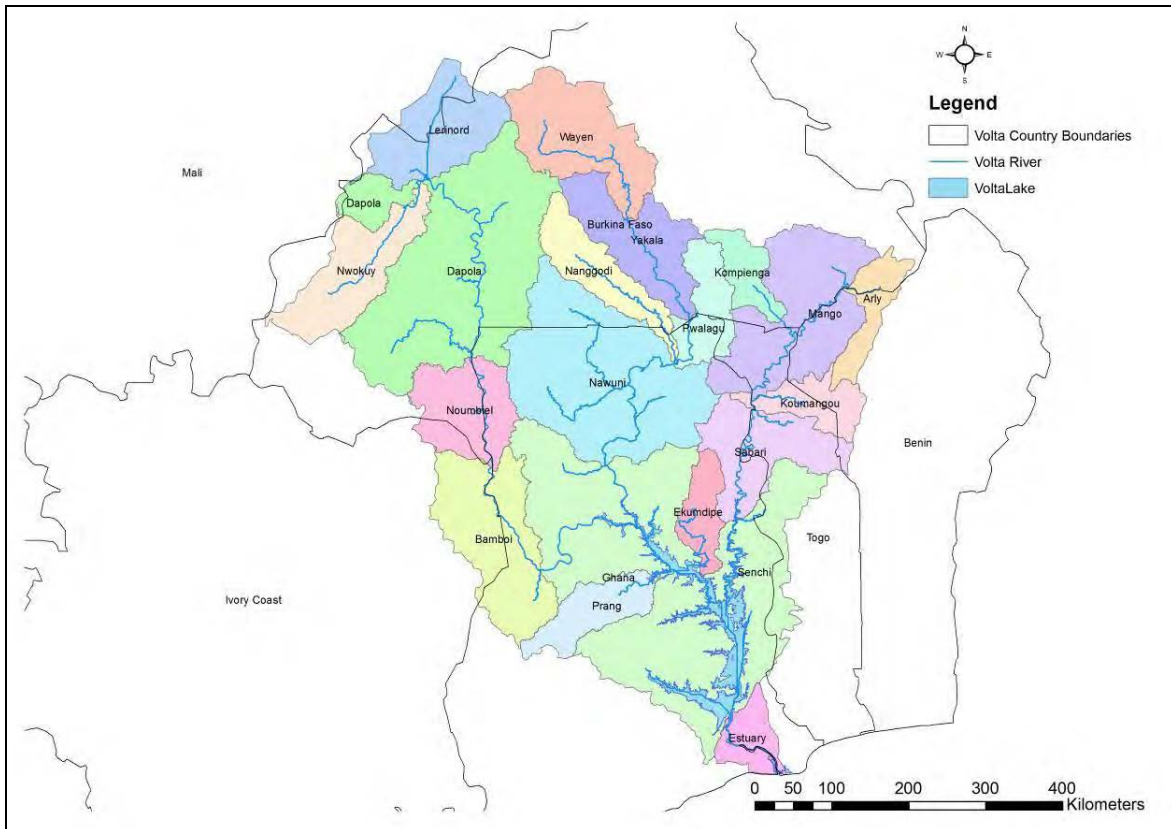 N
W E
S
Legend
Volta Country Boundaries
Volta River
VoltaLake
Lerinord
Wayen
Mali
Dapola
Burkina Faso
Yakala
Nwokuy
Dapola
Nanggodi
Kompienga
Arly
Mango
Pwalagu
Nawuni
Noumbiel
Koumangou
Benin
Sabari
Ekumdipe
Bamboi
Togo
Senchi
Ghana
Ivory Coast
Prang
Estuary
0 50 100 200 300 400
Kilometers